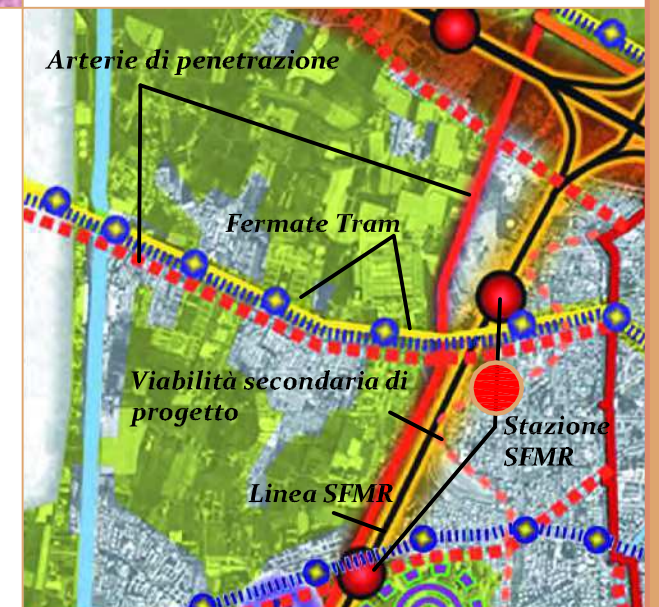 Arterie di penetrazione
Fermate Tram
Viabilità secondaria di
progetto
Stazione
SFMR
Linea SFMR